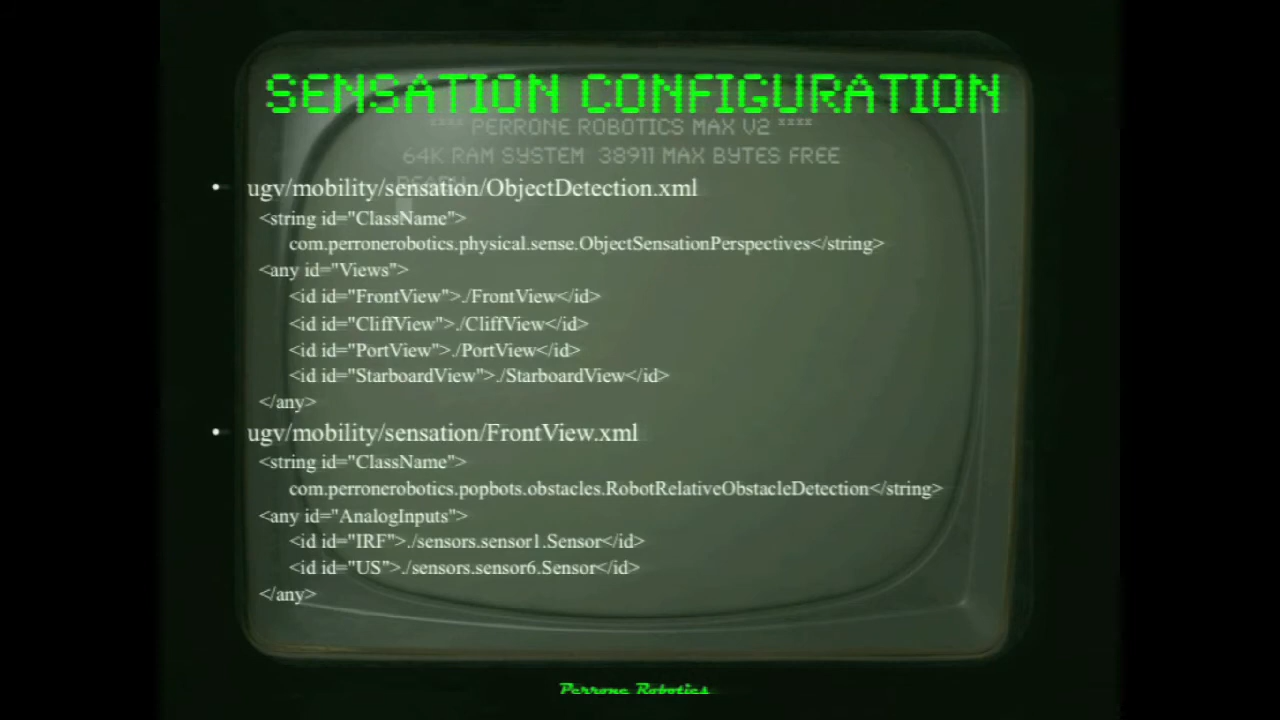 SENSATION CONFIGURATION
**** PERRONE ROBOTICS MAX V2 ****
64K RAM SYSTEM 38911 MAX BYTES FREE
READY.
• ugv/mobility/sensation/ObjectDetection.xml
<string id="ClassName">
com.perronerobotics.physical.sense.ObjectSensationPerspectives</string>
<any id="Views">
<id id="FrontView">./FrontView</id>
<id id="CliffView">./CliffView</id>
<id id="PortView">./PortView</id>
<id id="StarboardView">./StarboardView</id>
</any>
• ugv/mobility/sensation/FrontView.xml
<string id="ClassName">
com.perronerobotics.popbots.obstacles.RobotRelativeObstacleDetection</string>
<any id="AnalogInputs">
<id id="IRF">./sensors.sensor1.Sensor</id>
<id id="US">./sensors.sensor6.Sensor</id>
</any>
Perrone Robotics